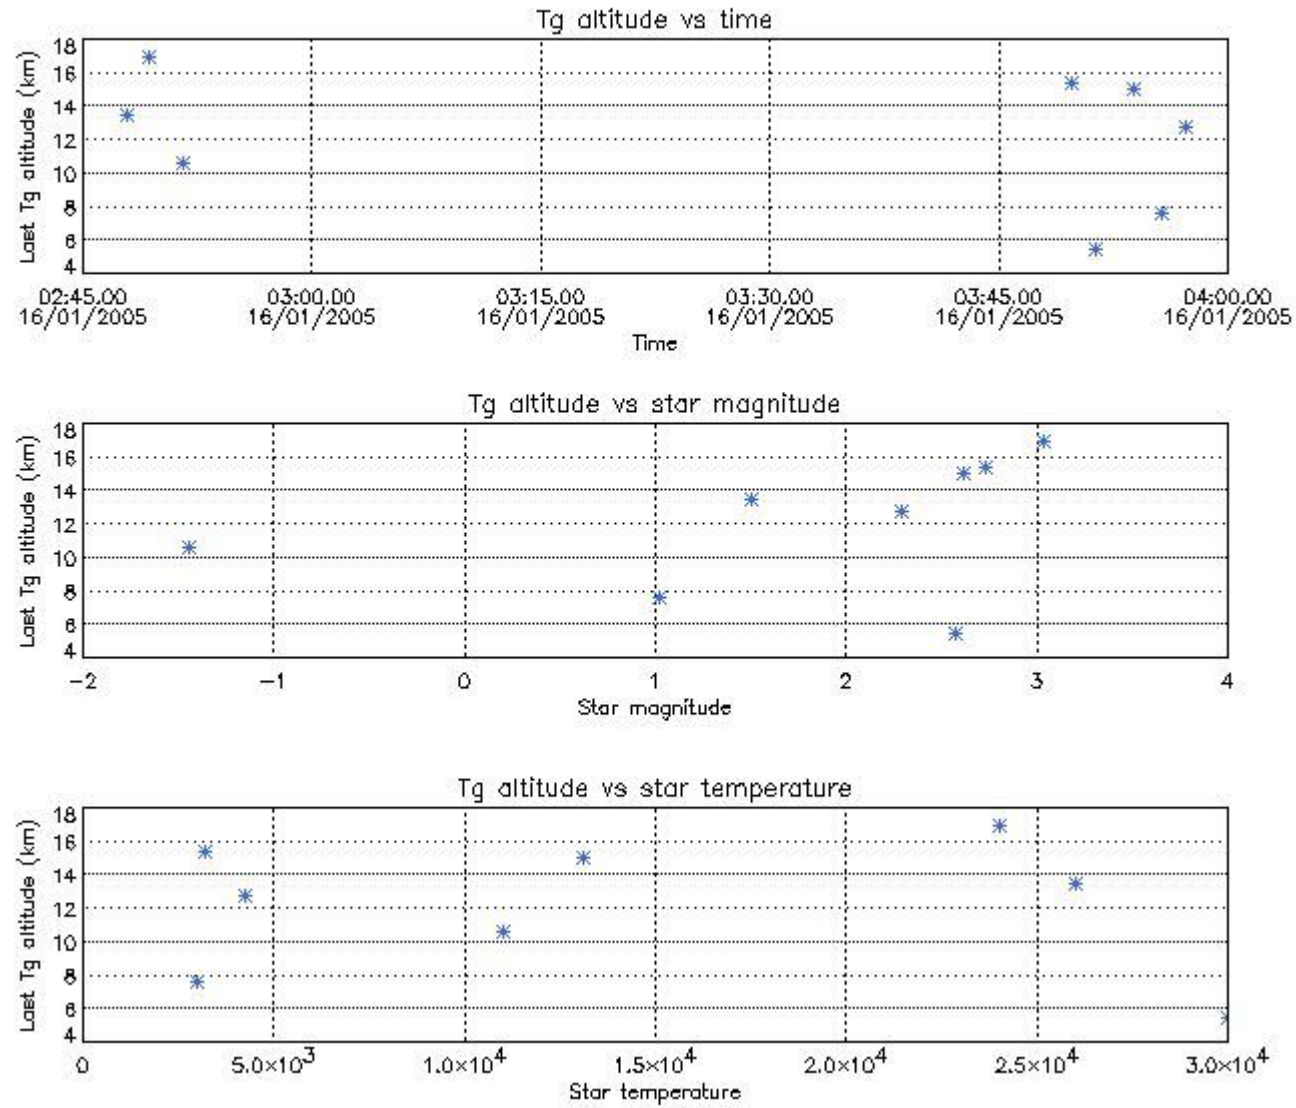 Tg altitude vs time
Last Tg altitude (km)
18
16
14
12
10
8
6
4
02:45.00 03:00.00 03:15.00 03:30.00 03:45.00 04:00.00
16/01/2005 16/01/2005 16/01/2005 16/01/2005 16/01/2005 16/01/2005
Time
Tg altitude vs star magnitude
Last Tg altitude (km)
18
16
14
12
10
8
6
4
−2 −1 0 1 2 3 4
Star magnitude
Tg altitude vs star temperature
Last Tg altitude (km)
18
16
14
12
10
8
6
4
0 5.0×10³ 1.0×10⁴ 1.5×10⁴ 2.0×10⁴ 2.5×10⁴ 3.0×10⁴
Star temperature